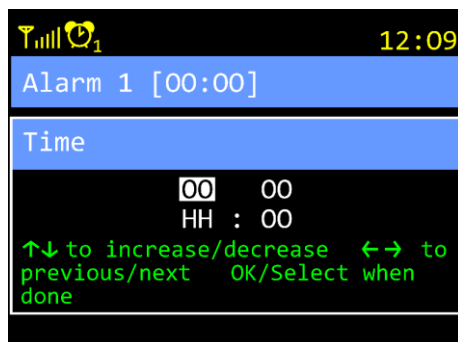 1 12:09
Alarm 1 [00:00]
Time
00 00
HH : 00
↑↓ to increase/decrease ←→ to
previous/next OK/Select when
done